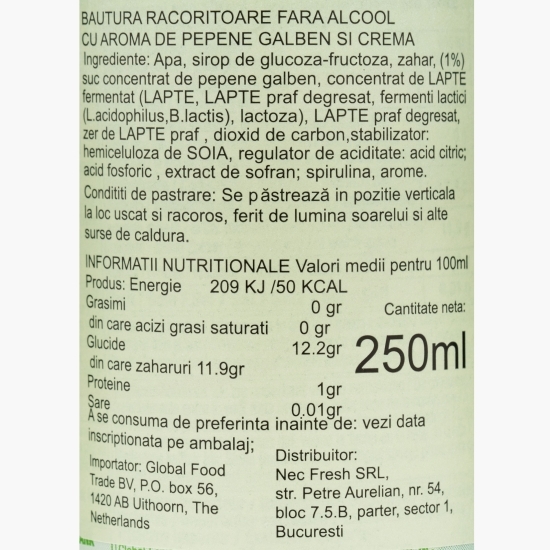 BAUTURA RACORITOARE FARA ALCOOL
CU AROMA DE PEPENE GALBEN SI CREMA
Ingrediente: Apa, sirop de glucoza-fructoza, zahar, (1%)
suc concentrat de pepene galben, concentrat de LAPTE
fermentat (LAPTE, LAPTE praf degresat, fermenti lactici
(L.acidophilus,B.lactis), lactoza), LAPTE praf degresat,
zer de LAPTE praf , dioxid de carbon,stabilizator:
hemiceluloza de SOIA, regulator de aciditate: acid citric;
acid fosforic , extract de sofran; spirulina, arome.
Condititi de pastrare: Se păstrează in pozitie verticala
la loc uscat si racoros, ferit de lumina soarelui si alte
surse de caldura.
INFORMATII NUTRITIONALE Valori medii pentru 100ml
Produs: Energie 209 KJ /50 KCAL
Grasimi 0 gr
din care acizi grasi saturati 0 gr
Glucide 12.2gr
din care zaharuri 11.9gr
Proteine 1gr
Sare 0.01gr
Cantitate neta:
250ml
A se consuma de preferinta inainte de: vezi data
inscriptionata pe ambalaj;
Importator: Global Food
Trade BV, P.O. box 56,
1420 AB Uithoorn, The
Netherlands
Distribuitor:
Nec Fresh SRL,
str. Petre Aurelian, nr. 54,
bloc 7.5.B, parter, sector 1,
Bucuresti